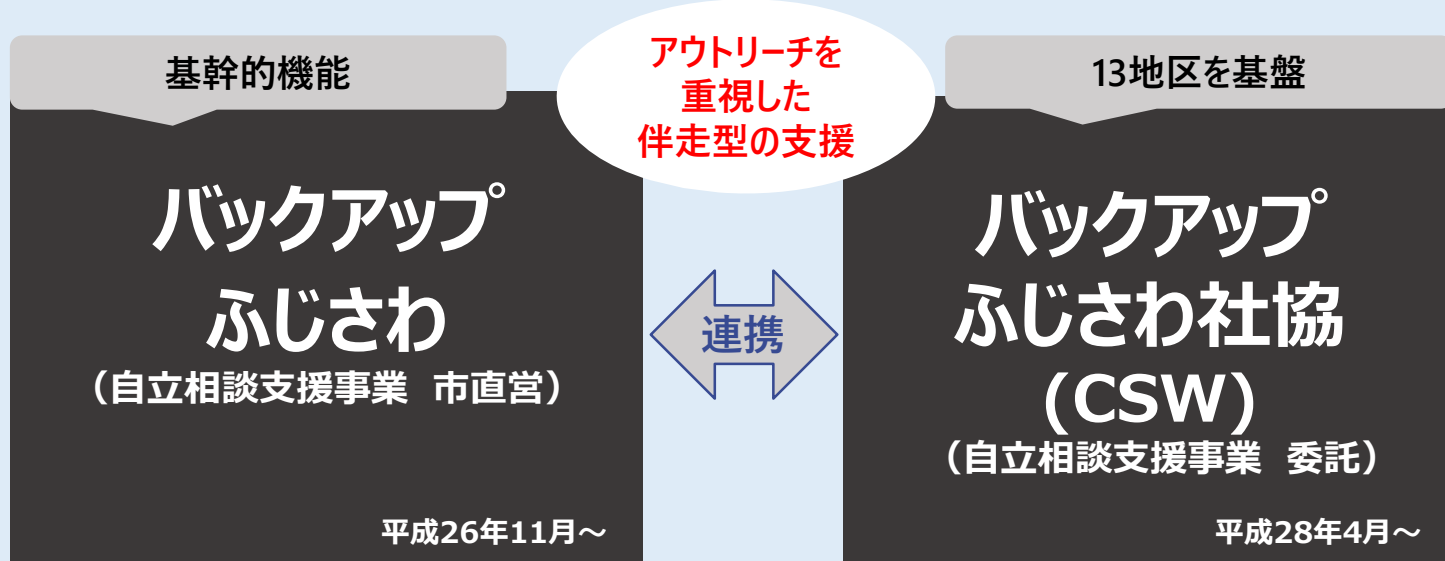 基幹的機能
アウトリーチを
重視した
伴走型の支援
13地区を基盤
バックアップ
ふじさわ
（自立相談支援事業　市直営）
平成26年11月～
連携
バックアップ
ふじさわ社協
(CSW)
（自立相談支援事業　委託）
平成28年4月～